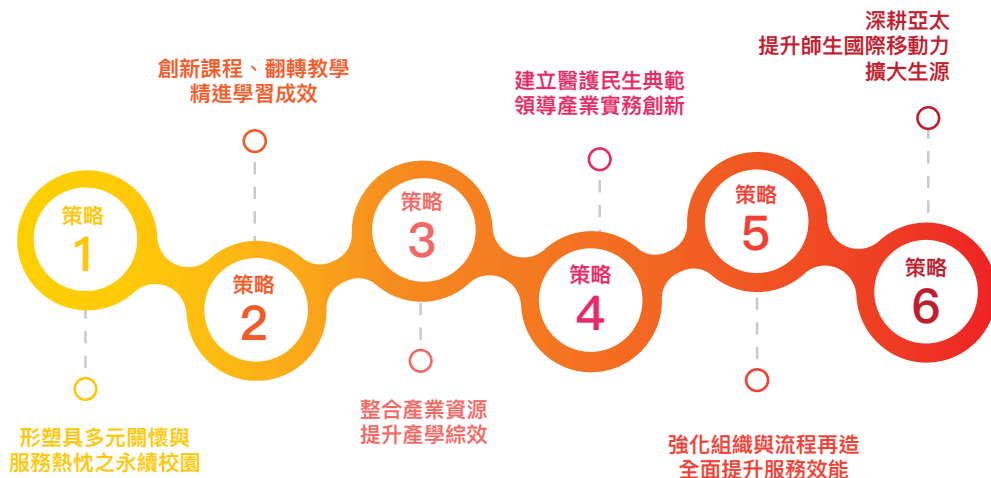 策略
1
形塑具多元關懷與
服務熱忱之永續校園
創新課程、翻轉教學
精進學習成效
策略
2
策略
3
整合產業資源
提升產學綜效
建立醫護民生典範
領導產業實務創新
策略
4
策略
5
強化組織與流程再造
全面提升服務效能
深耕亞太
提升師生國際移動力
擴大生源
策略
6